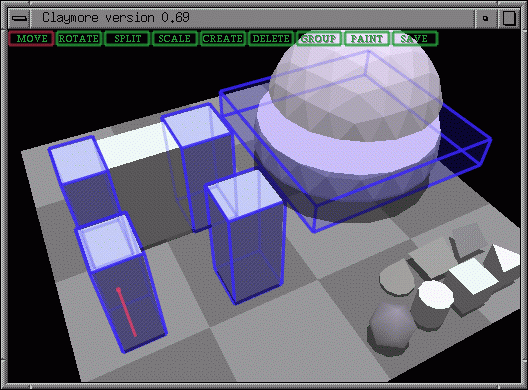 Claymore version 0.69
MOVE ROTATE SPLIT SCALE CREATE DELETE GROUP PAINT SAVE